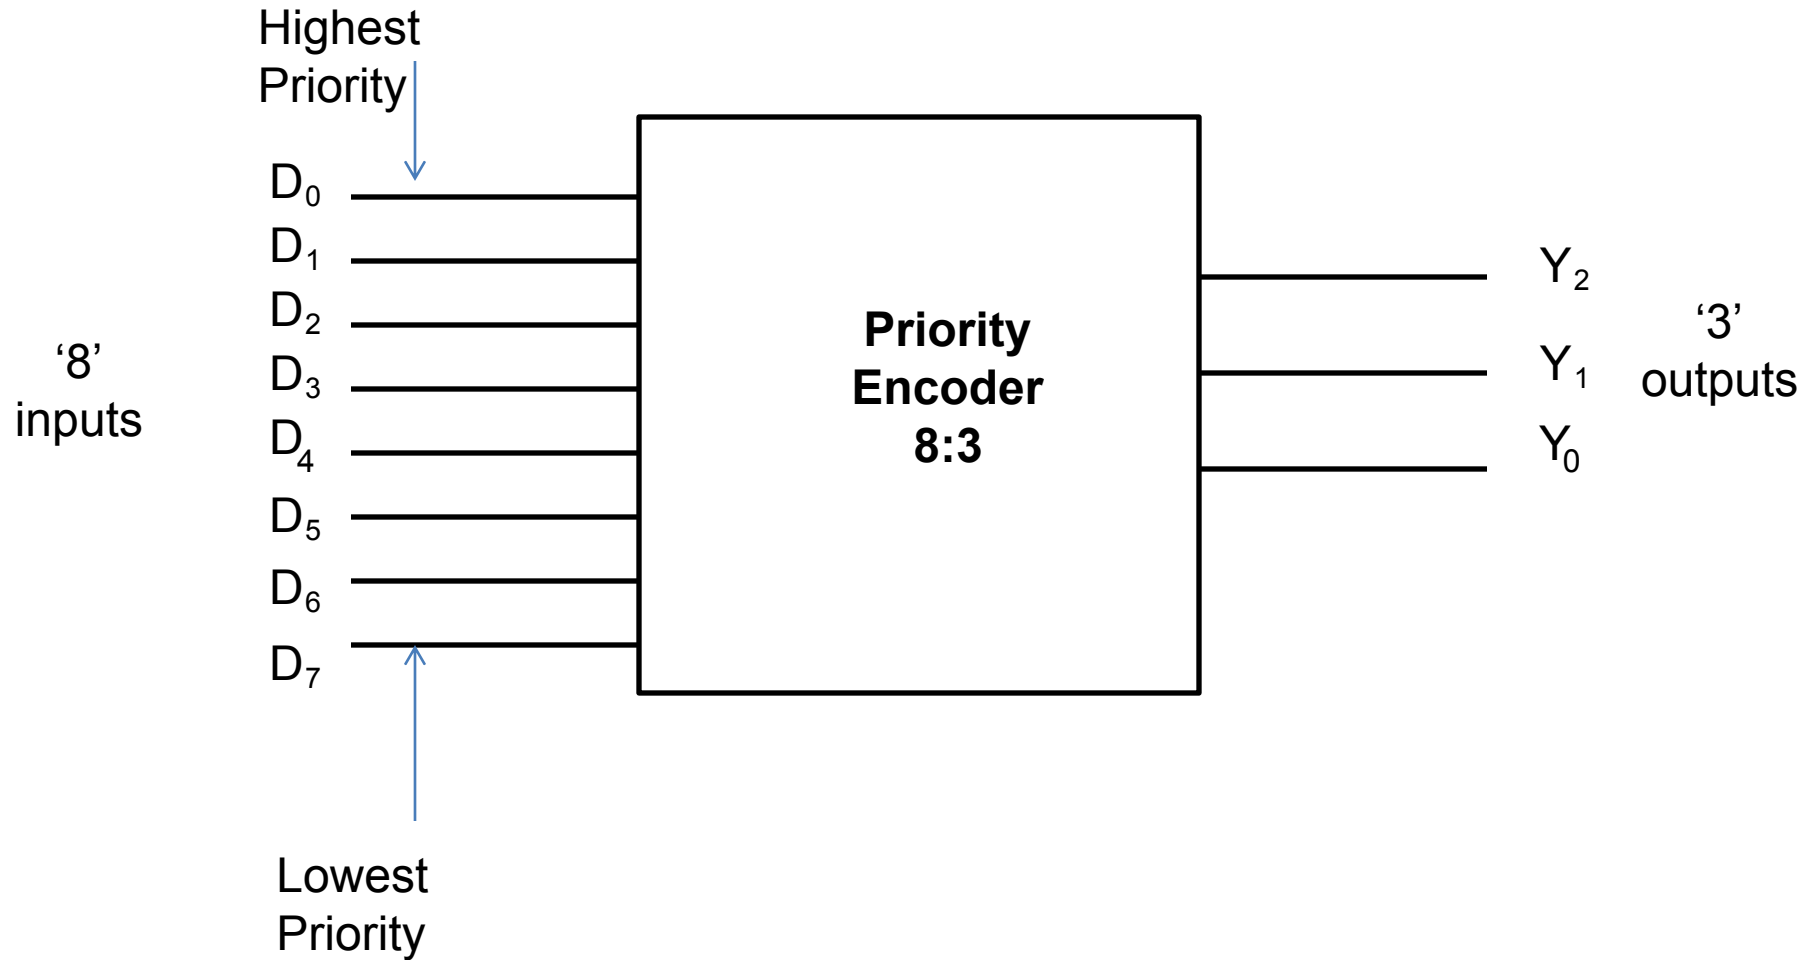 Highest
Priority
D₀
D₁
D₂
D₃
D₄
D₅
D₆
D₇
‘8’
inputs
Priority
Encoder
8:3
Y₂
Y₁
Y₀
‘3’
outputs
Lowest
Priority